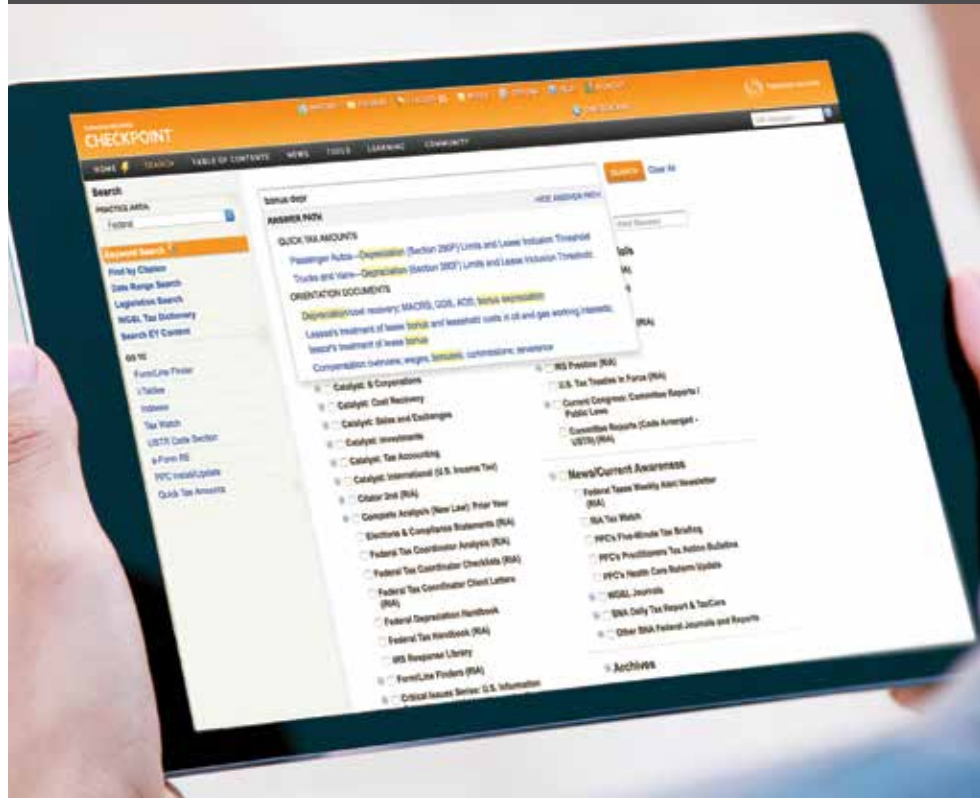 CHECKPOINT
HOME SEARCH TABLE OF CONTENTS NEWS TOOLS LEARNING COMMUNITY
Search
PRACTICE AREA:
Federal
Keyword Search
Find by Citation
Date Range Search
Legislation Search
WG&L Tax Dictionary
Search EY Content
GO TO
Form/Line Finder
Indexes
Tax Watch
USTR Code Section
e-Form RS
PPC Install/Update
Quick Tax Amounts
bonus depr
SEARCH Clear All
ANSWER PATH HIDE ANSWER PATH
QUICK TAX AMOUNTS
Passenger Autos—Depreciation (Section 280F) Limits and Lease Inclusion Threshold
Trucks and Vans—Depreciation (Section 280F) Limits and Lease Inclusion Threshold
ORIENTATION DOCUMENTS
Depreciation/cost recovery; MACRS, GDS, ADS, bonus depreciation
Lessee's treatment of lease bonus and leasehold costs in oil and gas working interests;
lessor's treatment of lease bonus
Compensation overview; wages, bonuses, commissions, severance
Catalyst: S Corporations
Catalyst: Cost Recovery
Catalyst: Sales and Exchanges
Catalyst: Investments
Catalyst: Tax Accounting
Catalyst: International (U.S. Income Tax)
Citator 2nd (RIA)
Complete Analysis (New Law): Prior Year
Elections & Compliance Statements (RIA)
Federal Tax Coordinator Analysis (RIA)
Federal Tax Coordinator Checklists (RIA)
Federal Tax Coordinator Client Letters
(RIA)
Federal Depreciation Handbook
Federal Tax Handbook (RIA)
IRS Response Library
Form/Line Finders (RIA)
Critical Issues Series: U.S. Information
(RIA)
U.S. Tax Treaties in Force (RIA)
Current Congress: Committee Reports /
Public Laws
Committee Reports (Code Arranged -
USTR) (RIA)
News/Current Awareness
Federal Taxes Weekly Alert Newsletter
(RIA)
RIA Tax Watch
PPC's Five-Minute Tax Briefing
PPC's Practitioners Tax Action Bulletins
PPC's Health Care Reform Update
WG&L Journals
BNA Daily Tax Report & TaxCore
Other BNA Federal Journals and Reports
Archives